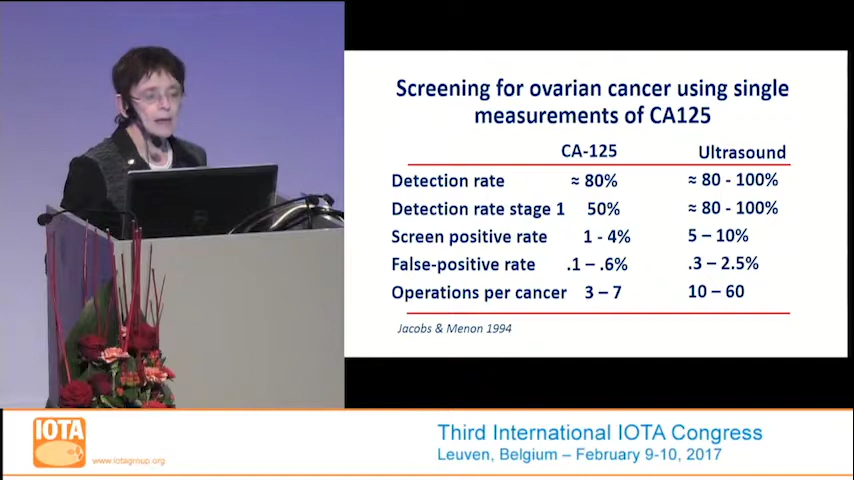 Screening for ovarian cancer using single
measurements of CA125
CA-125 Ultrasound
Detection rate ≈ 80% ≈ 80 - 100%
Detection rate stage 1 50% ≈ 80 - 100%
Screen positive rate 1 - 4% 5 – 10%
False-positive rate .1 – .6% .3 – 2.5%
Operations per cancer 3 – 7 10 – 60
Jacobs & Menon 1994
IOTA
www.iotagroup.org
Third International IOTA Congress
Leuven, Belgium – February 9-10, 2017